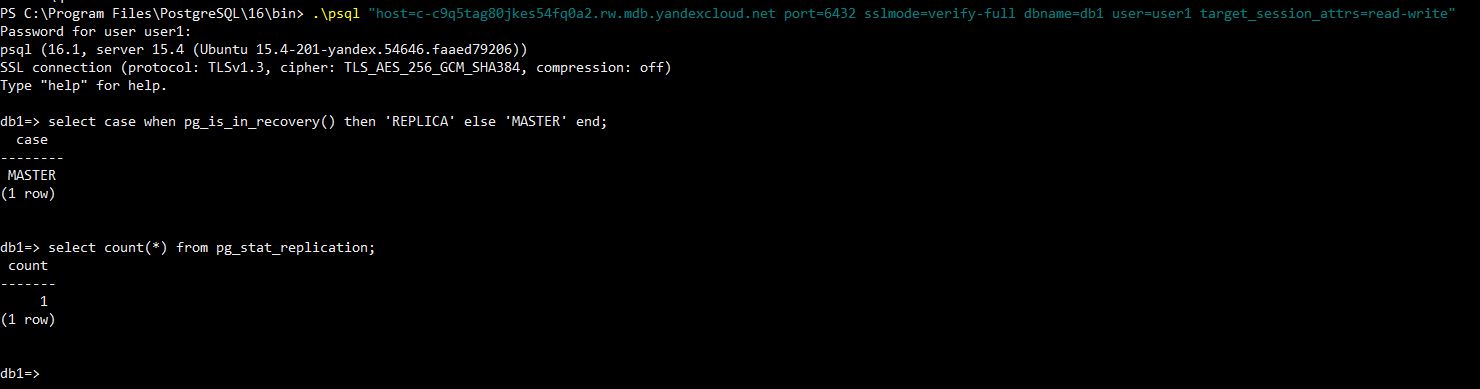 PS C:\Program Files\PostgreSQL\16\bin> .\psql "host=c-c9q5tag80jkes54fq0a2.rw.mdb.yandexcloud.net port=6432 sslmode=verify-full dbname=db1 user=user1 target_session_attrs=read-write"
Password for user user1:
psql (16.1, server 15.4 (Ubuntu 15.4-201-yandex.54646.faaed79206))
SSL connection (protocol: TLSv1.3, cipher: TLS_AES_256_GCM_SHA384, compression: off)
Type "help" for help.
db1=> select case when pg_is_in_recovery() then 'REPLICA' else 'MASTER' end;
case
--------
MASTER
(1 row)
db1=> select count(*) from pg_stat_replication;
count
-------
1
(1 row)
db1=>